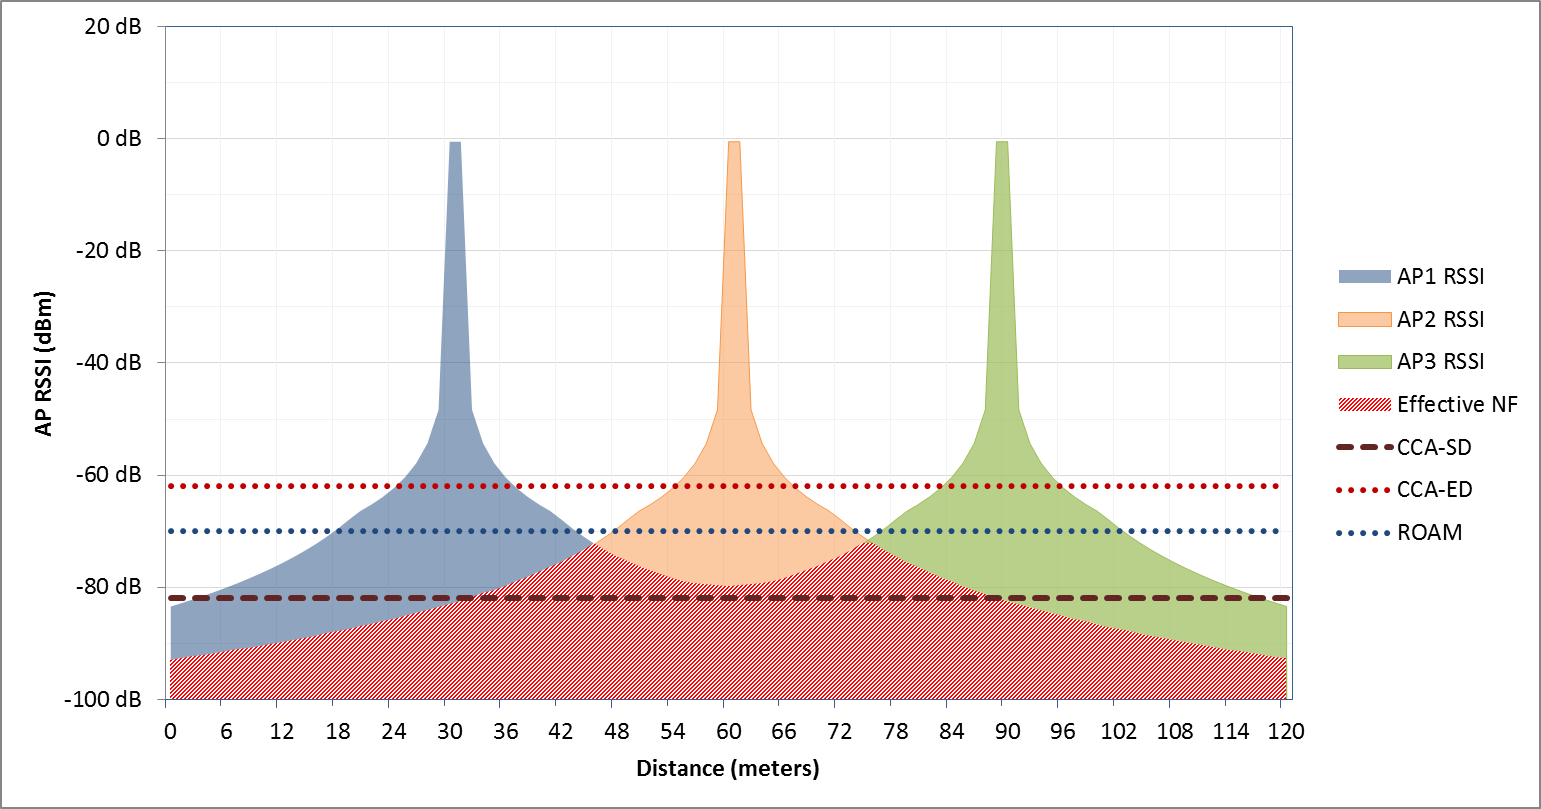 20 dB
0 dB
-20 dB
-40 dB
-60 dB
-80 dB
-100 dB
AP RSSI (dBm)
0 6 12 18 24 30 36 42 48 54 60 66 72 78 84 90 96 102 108 114 120
Distance (meters)
AP1 RSSI
AP2 RSSI
AP3 RSSI
Effective NF
CCA-SD
CCA-ED
ROAM